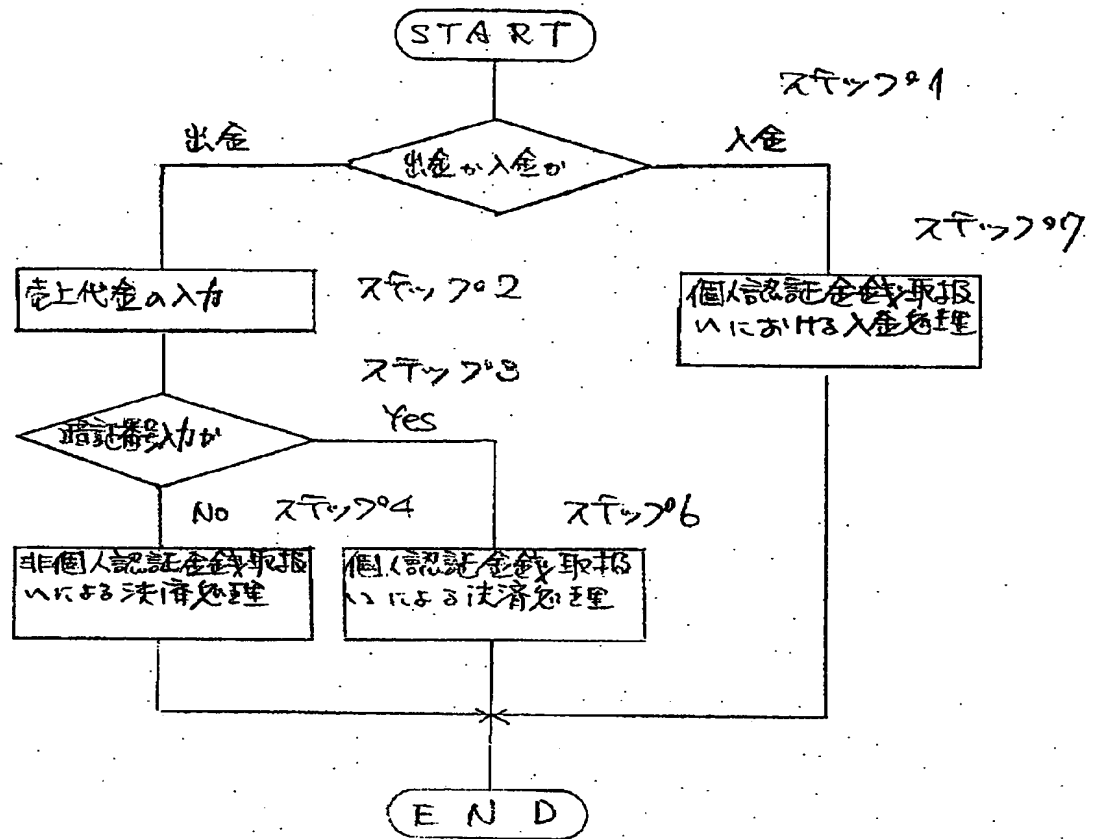 START
ステップ1
出金
出金か入金か
入金
ステップ7
売上代金の入力
ステップ2
個人認証金銭取扱
いにおける入金処理
ステップ3
暗証番号入力か
Yes
No
ステップ4
ステップ6
非個人認証金銭取扱
いによる決済処理
個人認証金銭取扱
いによる決済処理
END